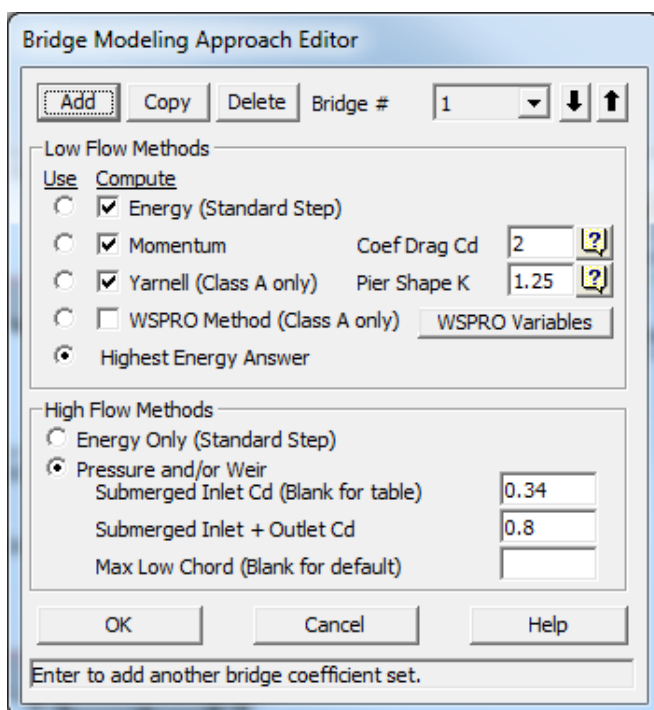 Bridge Modeling Approach Editor
Add Copy Delete Bridge # 1
Low Flow Methods
Use Compute
Energy (Standard Step)
Momentum Coef Drag Cd 2 ?
Yarnell (Class A only) Pier Shape K 1.25 ?
WSPRO Method (Class A only) WSPRO Variables
Highest Energy Answer
High Flow Methods
Energy Only (Standard Step)
Pressure and/or Weir
Submerged Inlet Cd (Blank for table) 0.34
Submerged Inlet + Outlet Cd 0.8
Max Low Chord (Blank for default)
OK Cancel Help
Enter to add another bridge coefficient set.